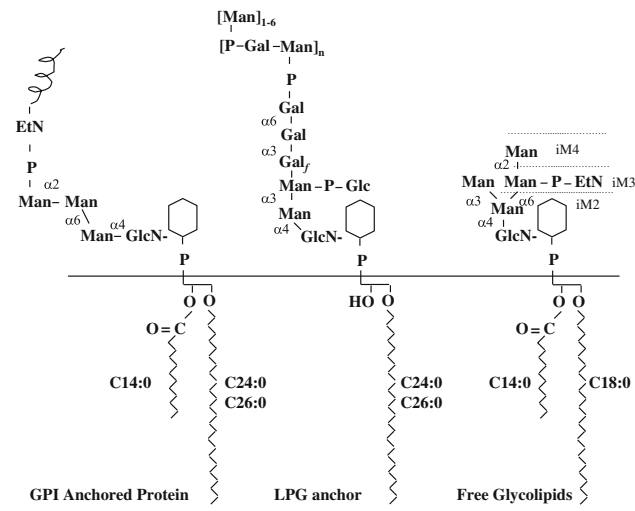 [Man]1-6
[P-Gal-Man]n
P
Gal
α6
Gal
α3
Galf
Man-P-Glc
α3
Man
α4
GlcN-
P
HO O
C24:0
C26:0
LPG anchor
EtN
P
α2
Man- Man
α6
α4
Man-GlcN-
P
O O
O=C
C14:0
C24:0
C26:0
GPI Anchored Protein
Man
iM4
α2
Man Man-P-EtN
iM3
α3
α6
Man
iM2
α4
GlcN-
P
O O
O=C
C14:0
C18:0
Free Glycolipids